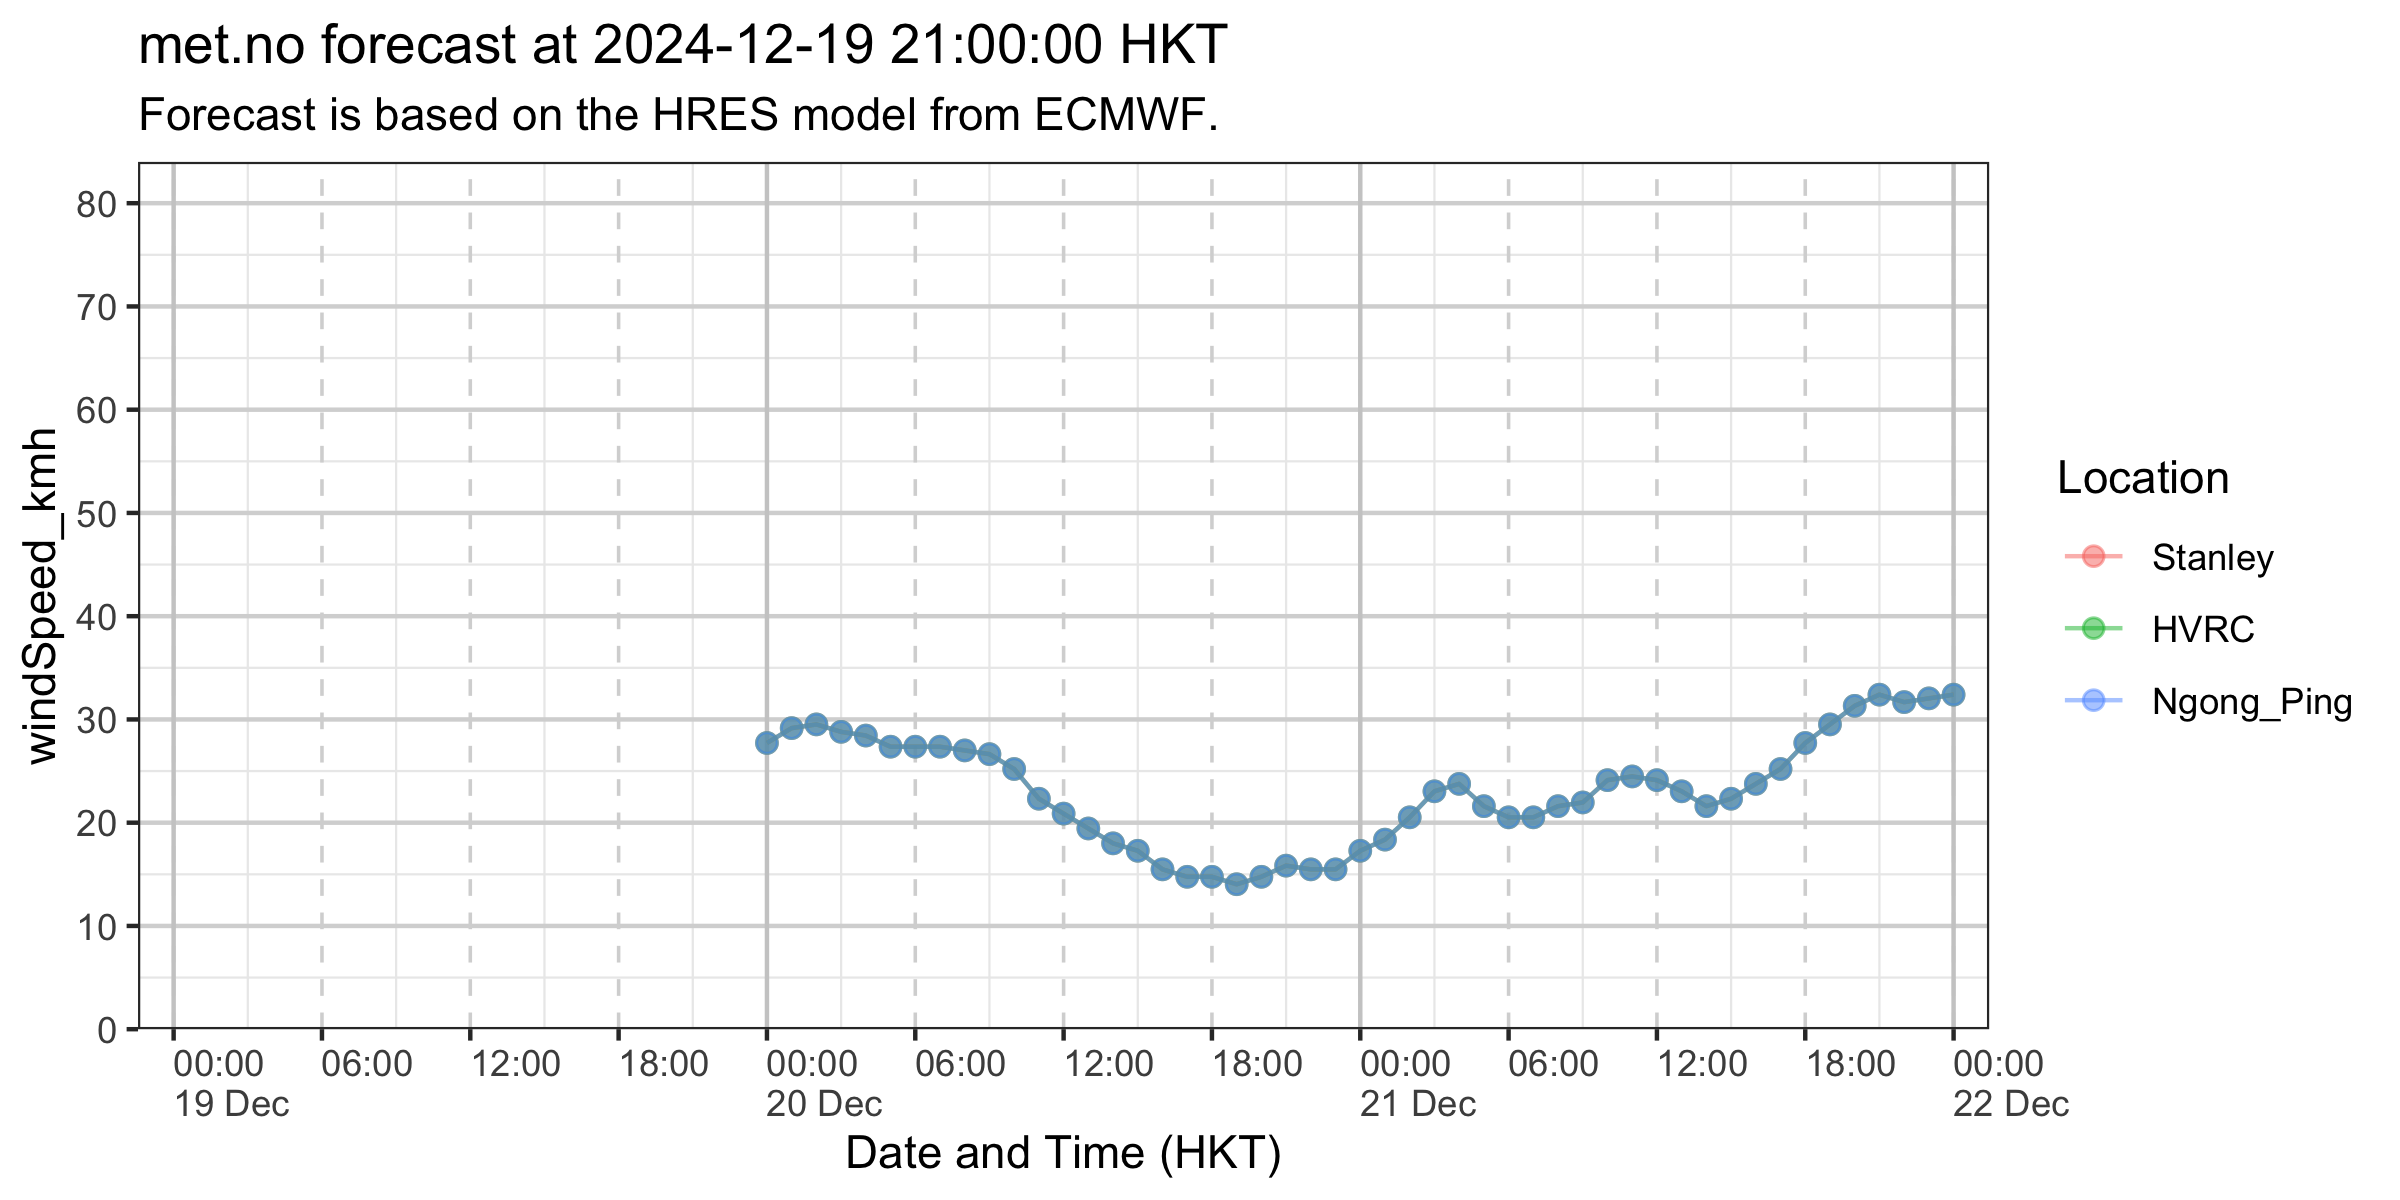 met.no forecast at 2024-12-19 21:00:00 HKT
Forecast is based on the HRES model from ECMWF.
windSpeed_kmh
80
70
60
50
40
30
20
10
0
00:00 06:00 12:00 18:00 00:00 06:00 12:00 18:00 00:00 06:00 12:00 18:00 00:00
19 Dec 20 Dec 21 Dec 22 Dec
Date and Time (HKT)
Location
Stanley
HVRC
Ngong_Ping